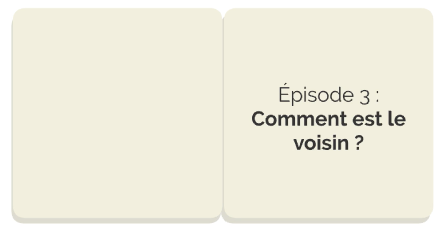 Épisode 3 :
Comment est le
voisin ?